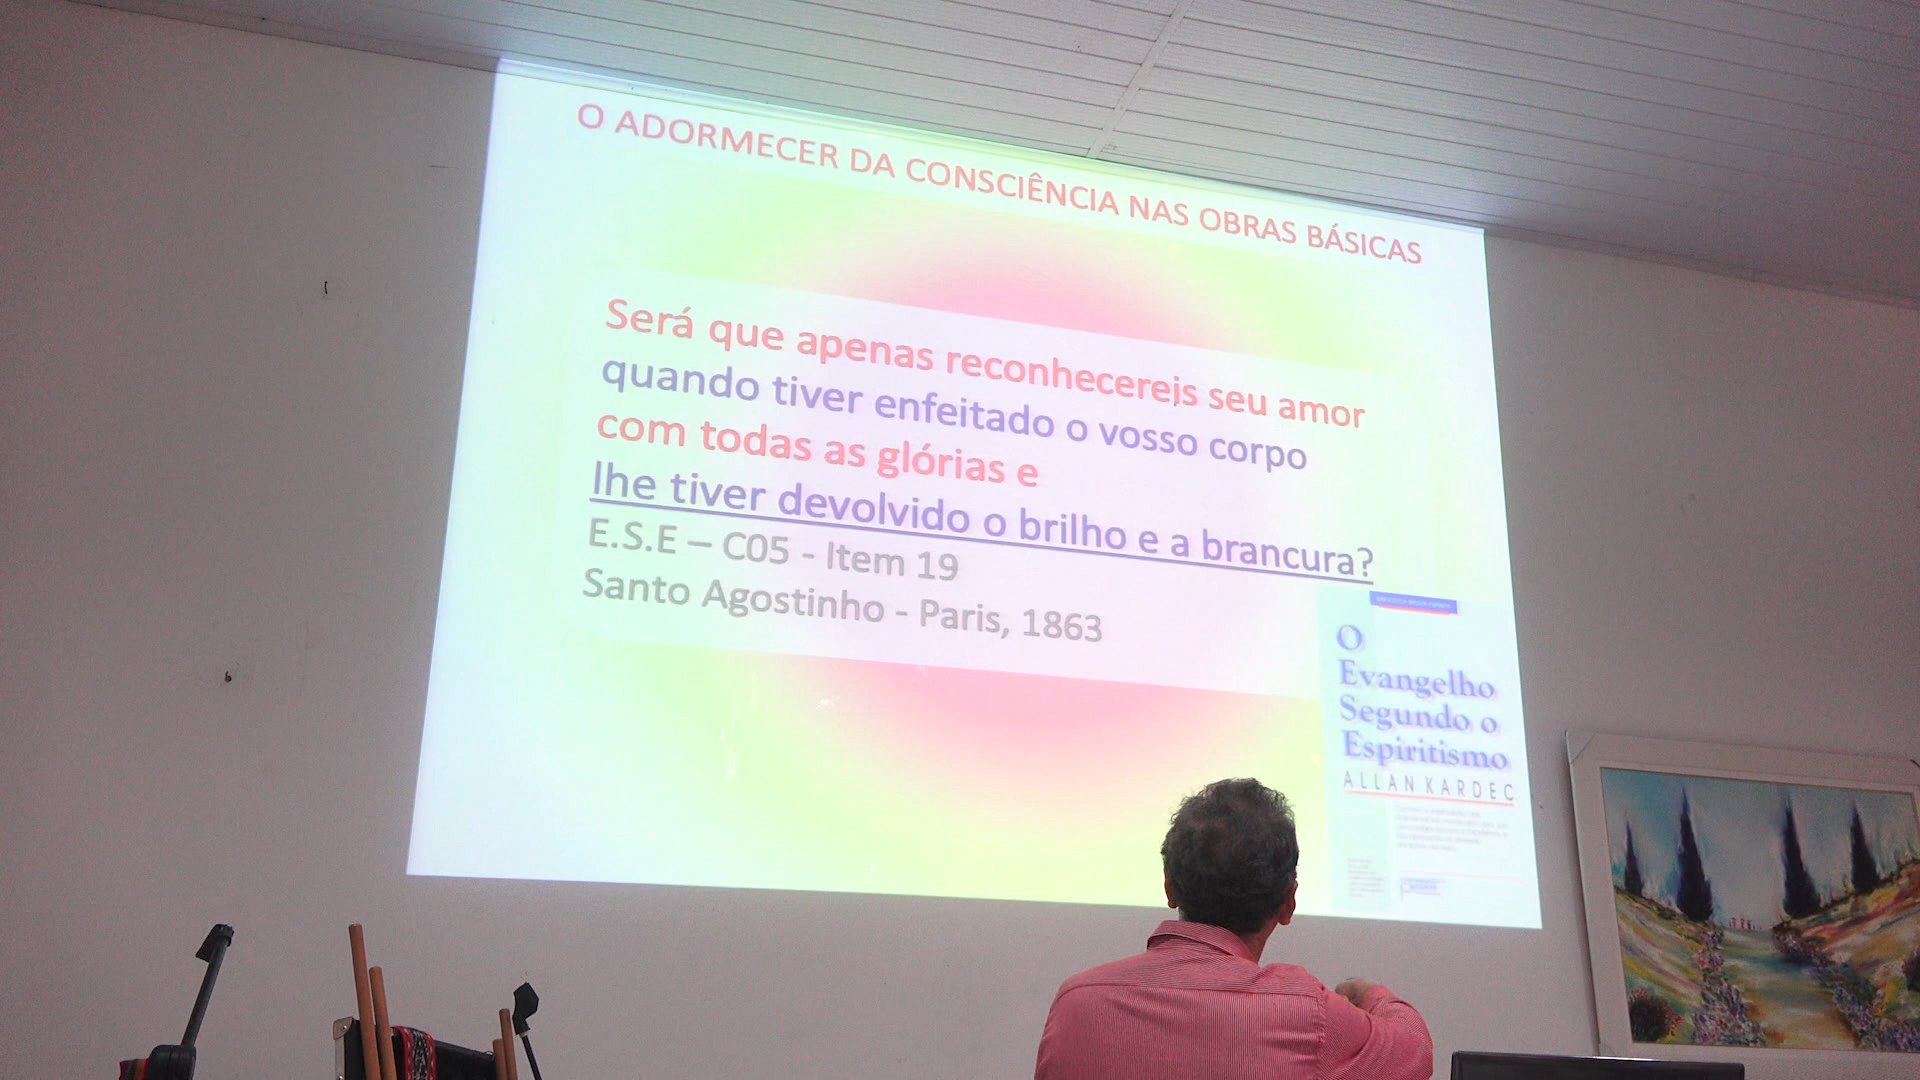 O ADORMECER DA CONSCIÊNCIA NAS OBRAS BÁSICAS
Será que apenas reconhecereis seu amor
quando tiver enfeitado o vosso corpo
com todas as glórias e
lhe tiver devolvido o brilho e a brancura?
E.S.E – C05 - Item 19
Santo Agostinho - Paris, 1863
O
Evangelho
Segundo o
Espiritismo
ALLAN KARDEC